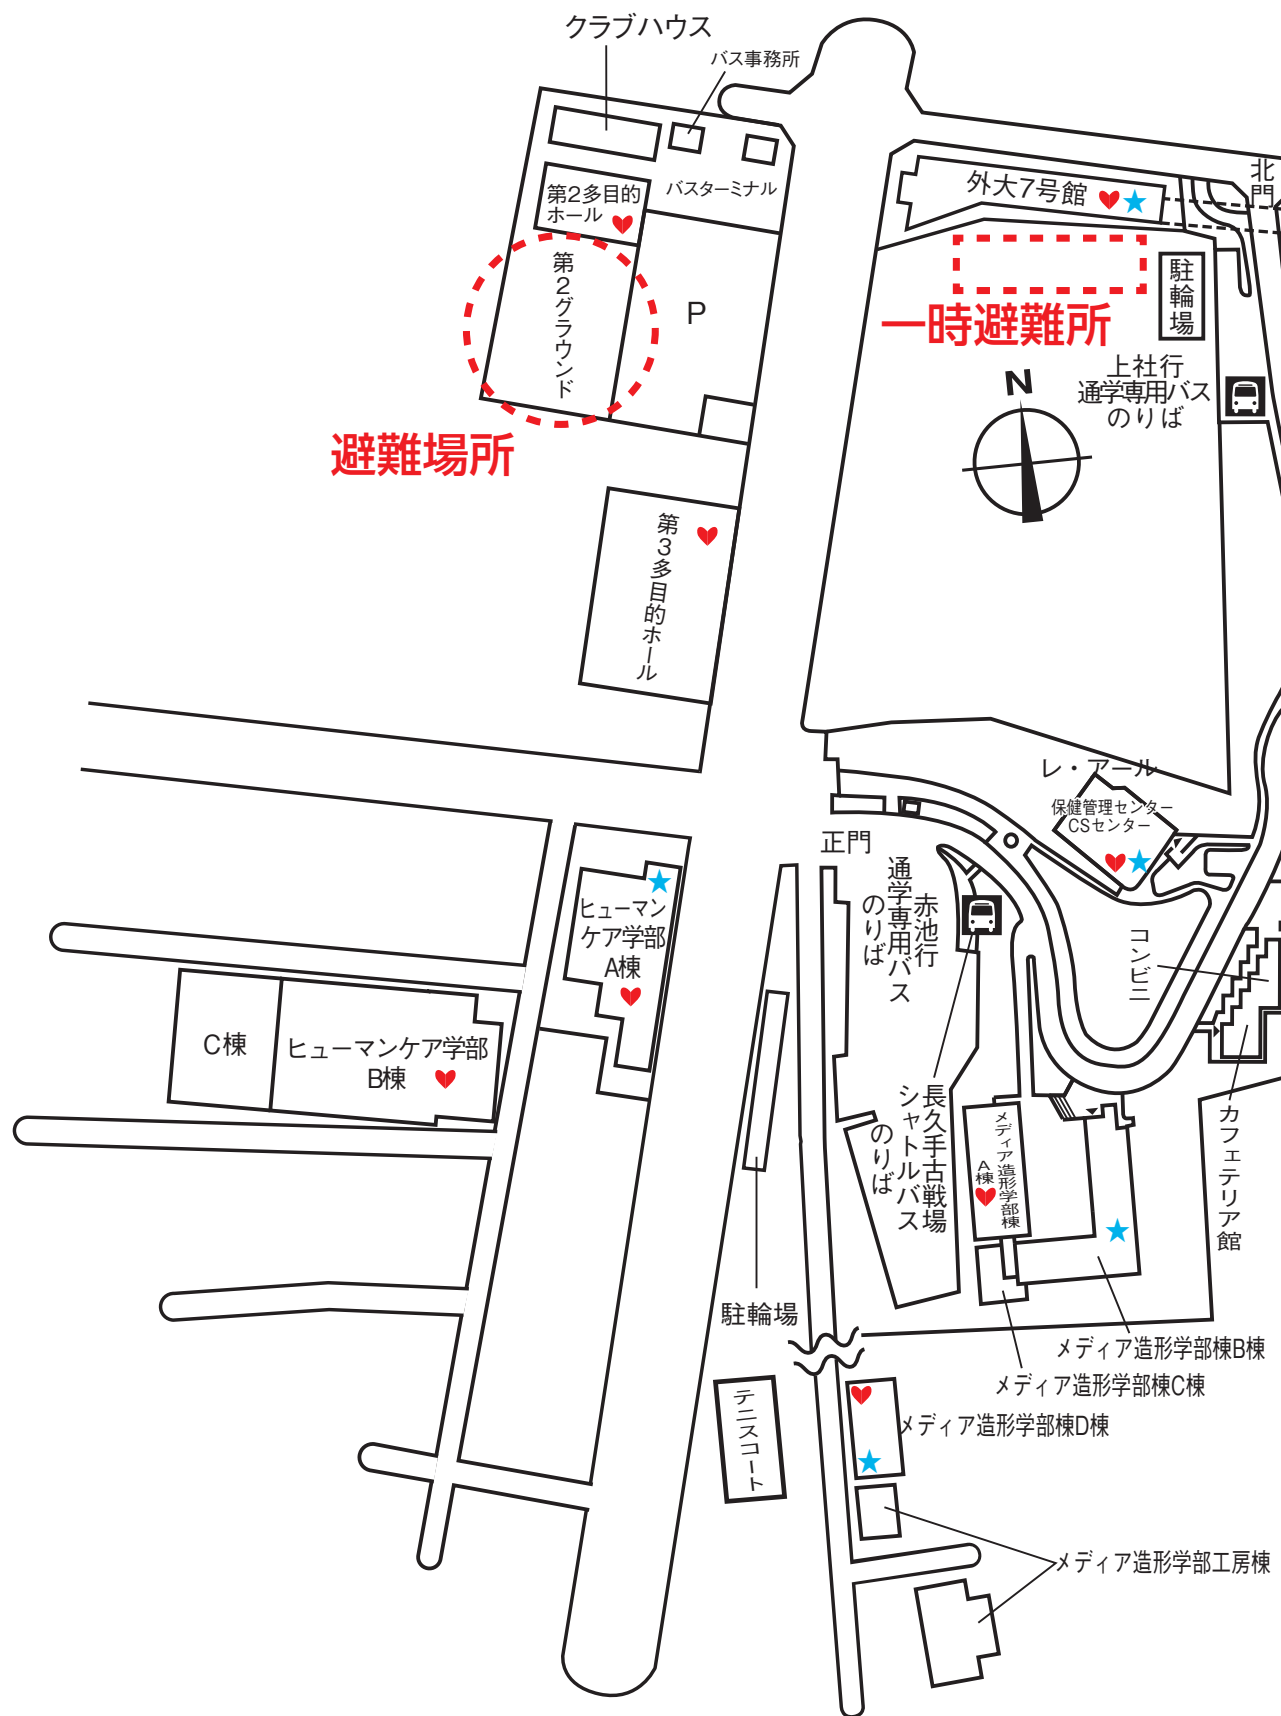 クラブハウス
バス事務所
バスターミナル
第2多目的
ホール
第2グラウンド
P
避難場所
外大7号館
北門
駐輪場
一時避難所
上社行
通学専用バス
のりば
N
第3多目的ホール
レ・アール
保健管理センター
CSセンター
正門
赤池行
通学専用バス
のりば
コンビニ
ヒューマン
ケア学部
A棟
C棟
ヒューマンケア学部
B棟
長久手古戦場
シャトルバス
のりば
メディア造形学部棟
A棟
カフェテリア館
駐輪場
メディア造形学部棟B棟
メディア造形学部棟C棟
テニスコート
メディア造形学部棟D棟
メディア造形学部工房棟